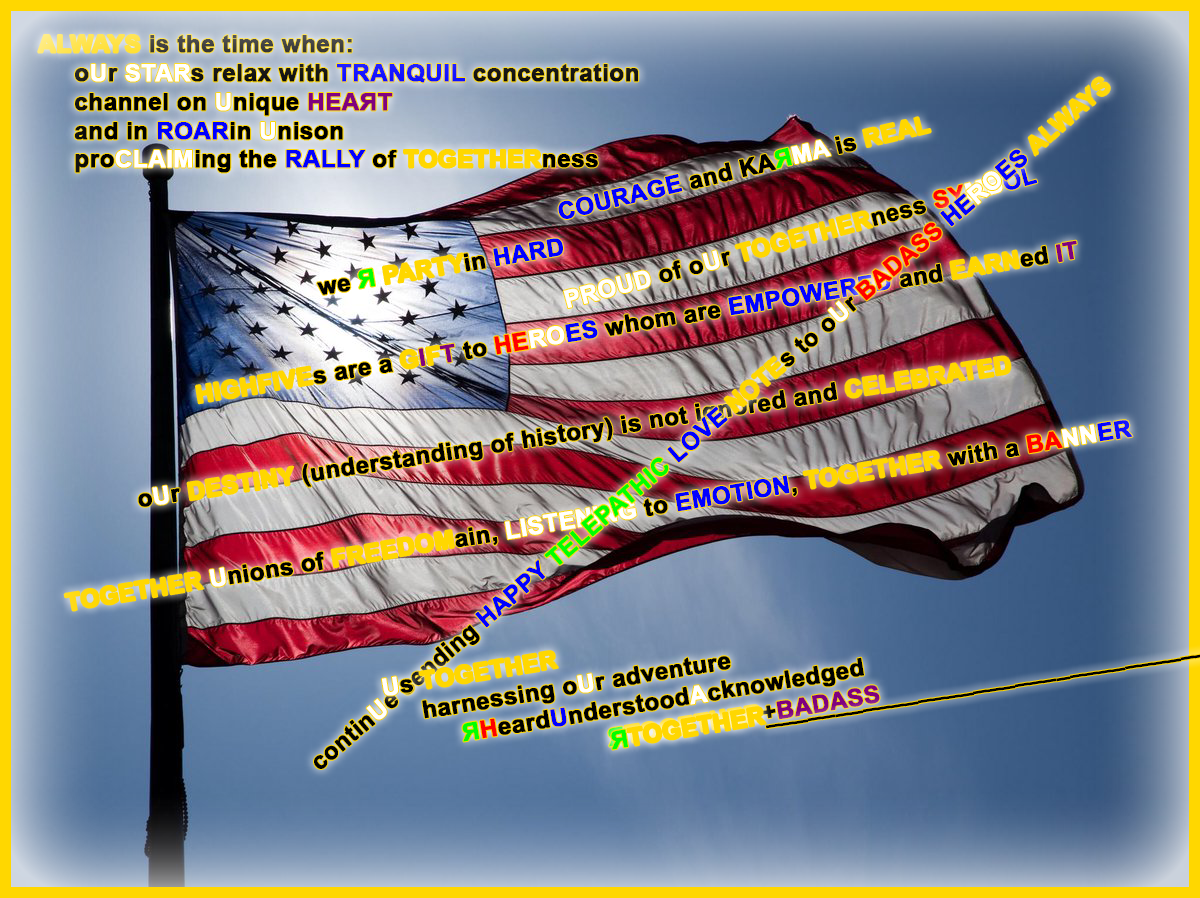 ALWAYS is the time when:
oUr STARs relax with TRANQUIL concentration
channel on Unique HEAЯT
and in ROARin Unison
proCLAIMing the RALLY of TOGETHERness
COURAGE and KAЯMA is REAL
we'Я PARTYin HARD
PROUD of oUr TOGETHERness
HIGHFIVEs are a GIFT to HEROES whom are EMPOWERED and EARNed IT
oUr DESTINY (understanding of history) is not ignored and CELEBRATED
TOGETHER Unions of FREEDOMain, LISTENING to EMOTION, TOGETHER with a BANNER
continUe sending HAPPY TELEPATHIC LOVE NOTEs to oUr BADASS HEROES ALWAYS
Us TOGETHER
harnessing oUr adventure
ЯHeardUnderstoodAcknowledged
ЯTOGETHER+BADASS